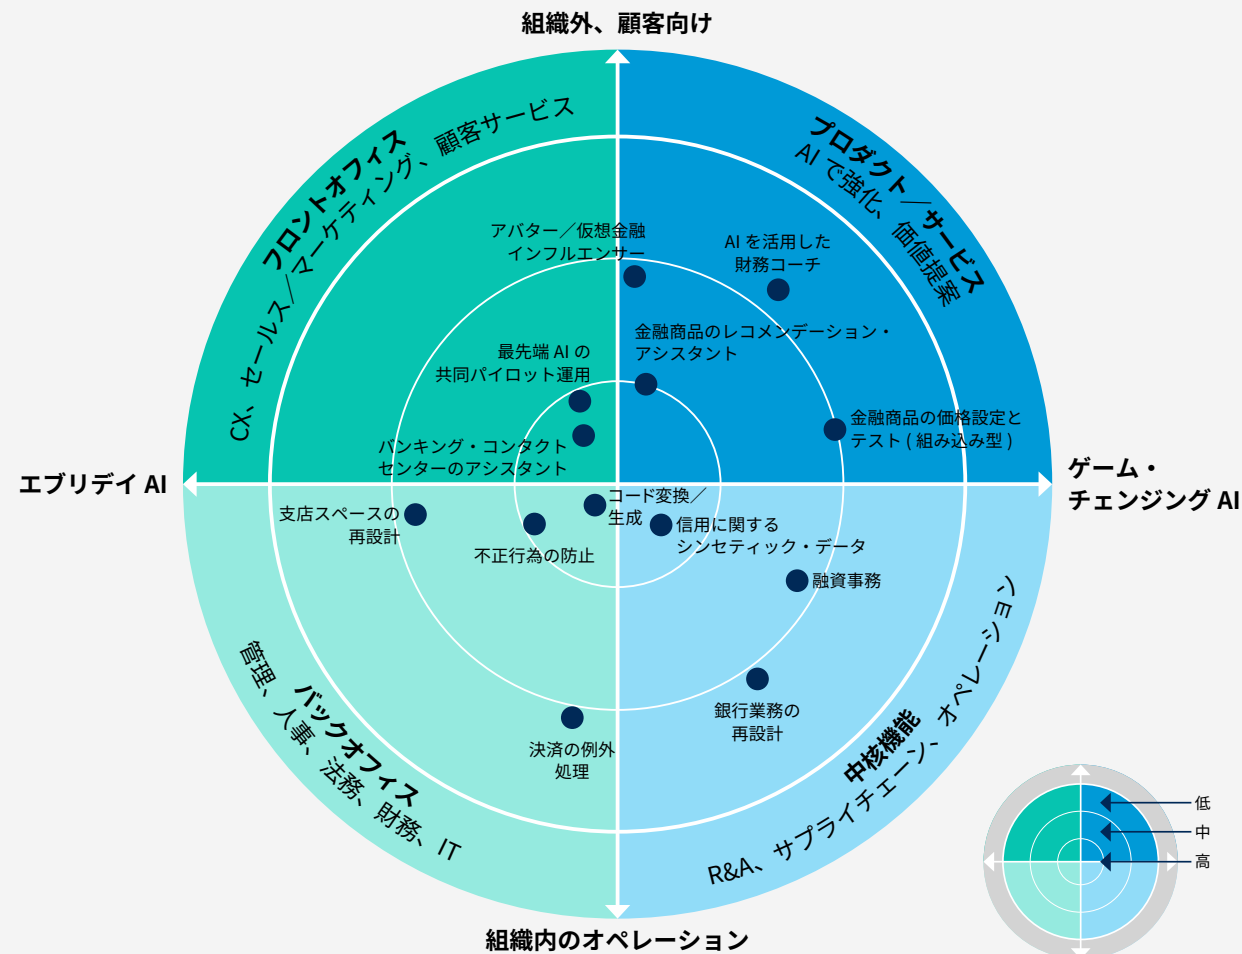 組織外、顧客向け
フロントオフィス
CX、セールス／マーケティング、顧客サービス
プロダクト／サービス
AI で強化、価値提案
アバター／仮想金融
インフルエンサー
AI を活用した
財務コーチ
金融商品のレコメンデーション・
アシスタント
最先端 AI の
共同パイロット運用
金融商品の価格設定と
テスト ( 組み込み型 )
バンキング・コンタクト
センターのアシスタント
エブリデイ AI
ゲーム・
チェンジング AI
コード変換／
生成
支店スペースの
再設計
信用に関する
シンセティック・データ
不正行為の防止
融資事務
銀行業務の
再設計
決済の例外
処理
バックオフィス
管理、人事、法務、財務、IT
中核機能
R&A、サプライチェーン、オペレーション
低
中
高
組織内のオペレーション